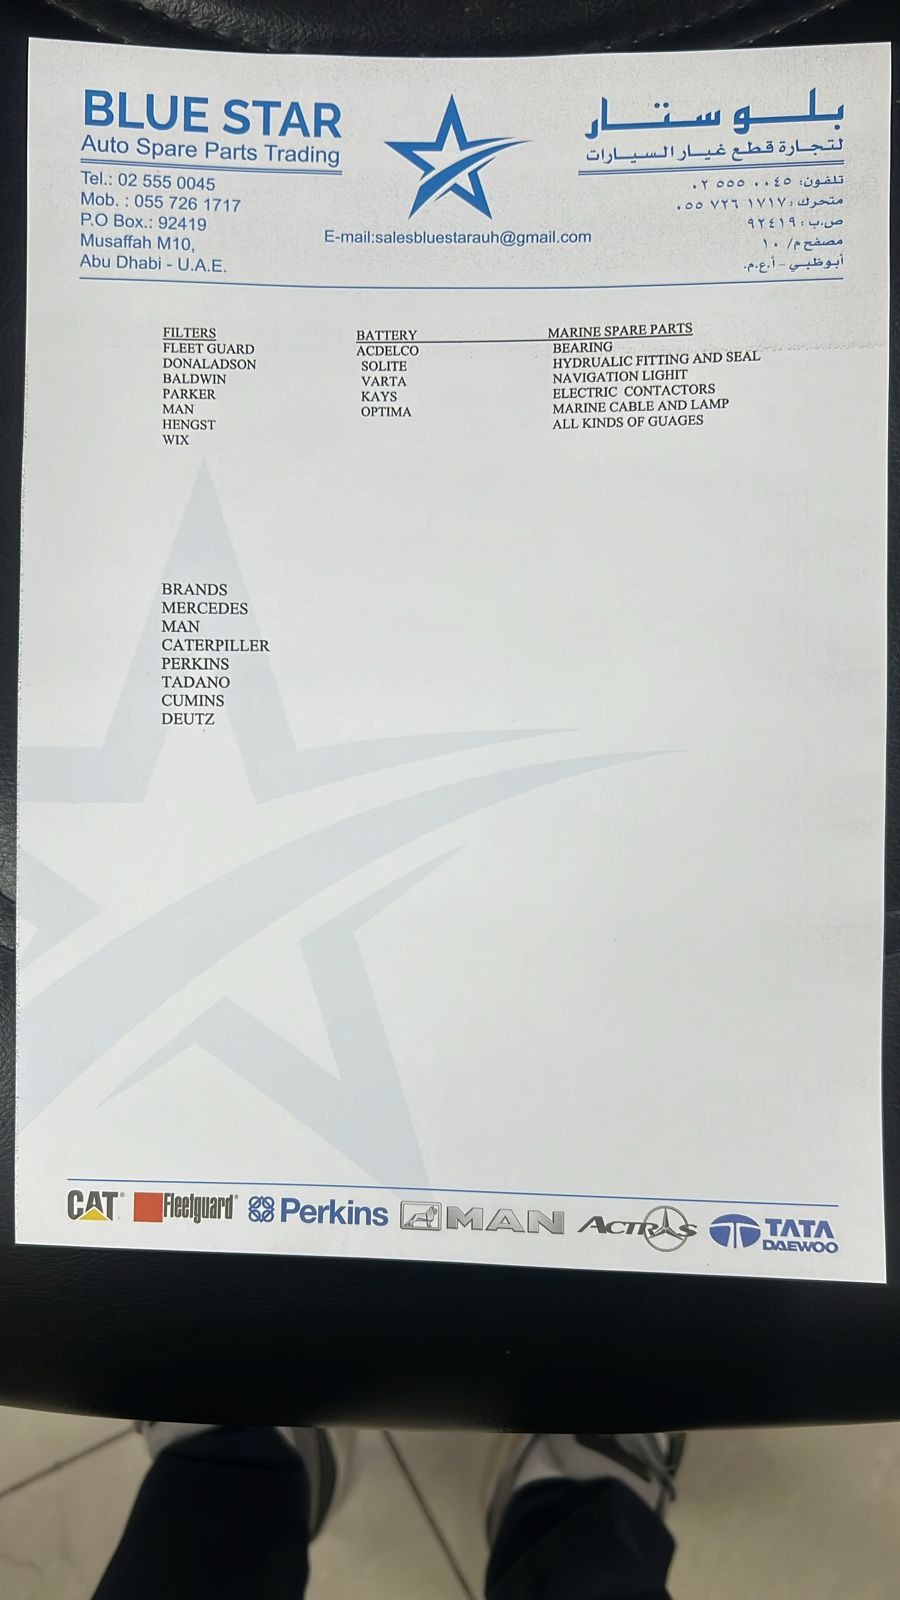 BLUE STAR
Auto Spare Parts Trading
Tel.: 02 555 0045
Mob. : 055 726 1717
P.O Box.: 92419
Musaffah M10,
Abu Dhabi - U.A.E.
E-mail:salesbluestarauh@gmail.com
بلو ستار
لتجارة قطع غيار السيارات
تلفون: ٠٢ ٥٥٥ ٠٠٤٥
متحرك: ٠٥٥ ٧٢٦ ١٧١٧
ص.ب: ٩٢٤١٩
مصفح م/ ١٠
أبوظبي - أ.ع.م.
FILTERS
FLEET GUARD
DONALADSON
BALDWIN
PARKER
MAN
HENGST
WIX
BATTERY
ACDELCO
SOLITE
VARTA
KAYS
OPTIMA
MARINE SPARE PARTS
BEARING
HYDRUALIC FITTING AND SEAL
NAVIGATION LIGHIT
ELECTRIC CONTACTORS
MARINE CABLE AND LAMP
ALL KINDS OF GUAGES
BRANDS
MERCEDES
MAN
CATERPILLER
PERKINS
TADANO
CUMINS
DEUTZ
CAT
Fleetguard
Perkins
MAN
ACTROS
TATA
DAEWOO